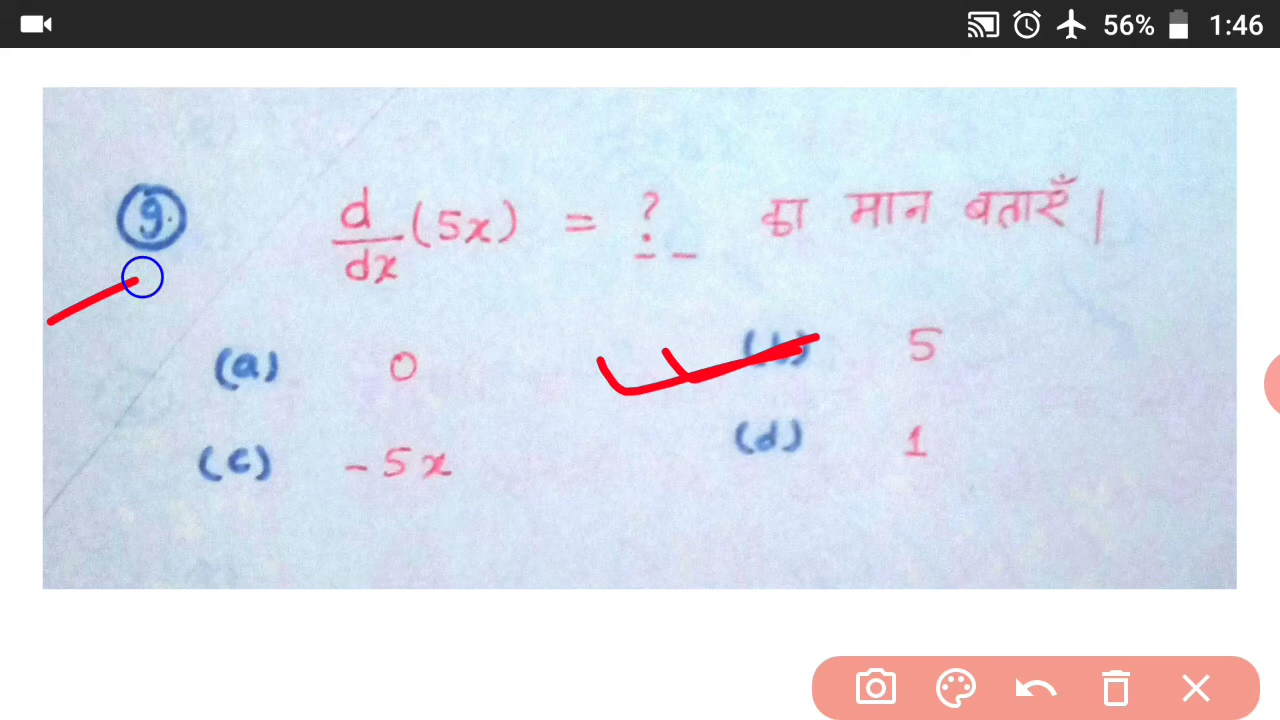 56% 1:46
9. d/dx (5x) = ? का मान बताएँ |
(a) 0 (b) 5
(c) -5x (d) 1